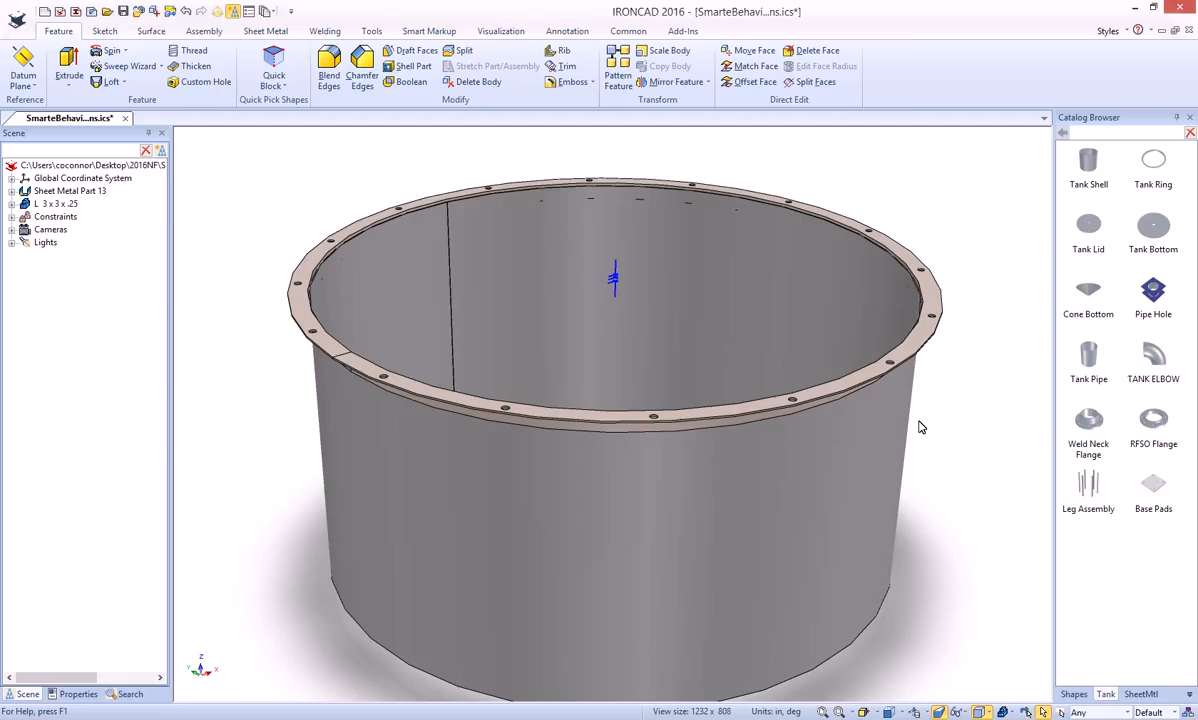 IRONCAD 2016 - [SmarteBehavi...ns.ics*]
Feature Sketch Surface Assembly Sheet Metal Welding Tools Smart Markup Visualization Annotation Common Add-Ins Styles
Datum Plane
Reference
Extrude
Spin
Sweep Wizard
Loft
Thread
Thicken
Custom Hole
Feature
Quick Block
Quick Pick Shapes
Blend Edges
Chamfer Edges
Draft Faces
Shell Part
Boolean
Split
Stretch Part/Assembly
Delete Body
Rib
Trim
Emboss
Modify
Pattern Feature
Scale Body
Copy Body
Mirror Feature
Transform
Move Face
Match Face
Offset Face
Delete Face
Edit Face Radius
Split Faces
Direct Edit
SmarteBehavi...ns.ics*
Scene
C:\Users\coconnor\Desktop\2016NF\S
Global Coordinate System
Sheet Metal Part 13
L 3 x 3 x .25
Constraints
Cameras
Lights
Z
Y
X
Catalog Browser
Tank Shell
Tank Ring
Tank Lid
Tank Bottom
Cone Bottom
Pipe Hole
Tank Pipe
TANK ELBOW
Weld Neck Flange
RFSO Flange
Leg Assembly
Base Pads
Scene Properties Search
Shapes Tank SheetMtl
For Help, press F1
View size: 1232 x 808
Units: in, deg
Any
Default